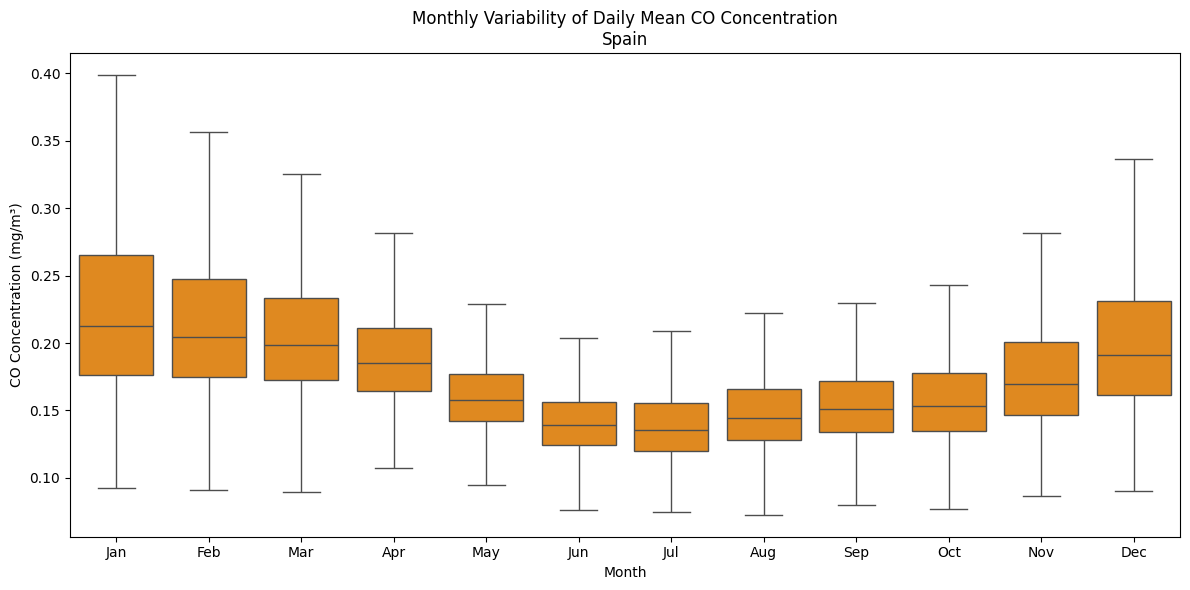 Monthly Variability of Daily Mean CO Concentration
Spain
CO Concentration (mg/m³)
0.40
0.35
0.30
0.25
0.20
0.15
0.10
Jan Feb Mar Apr May Jun Jul Aug Sep Oct Nov Dec
Month